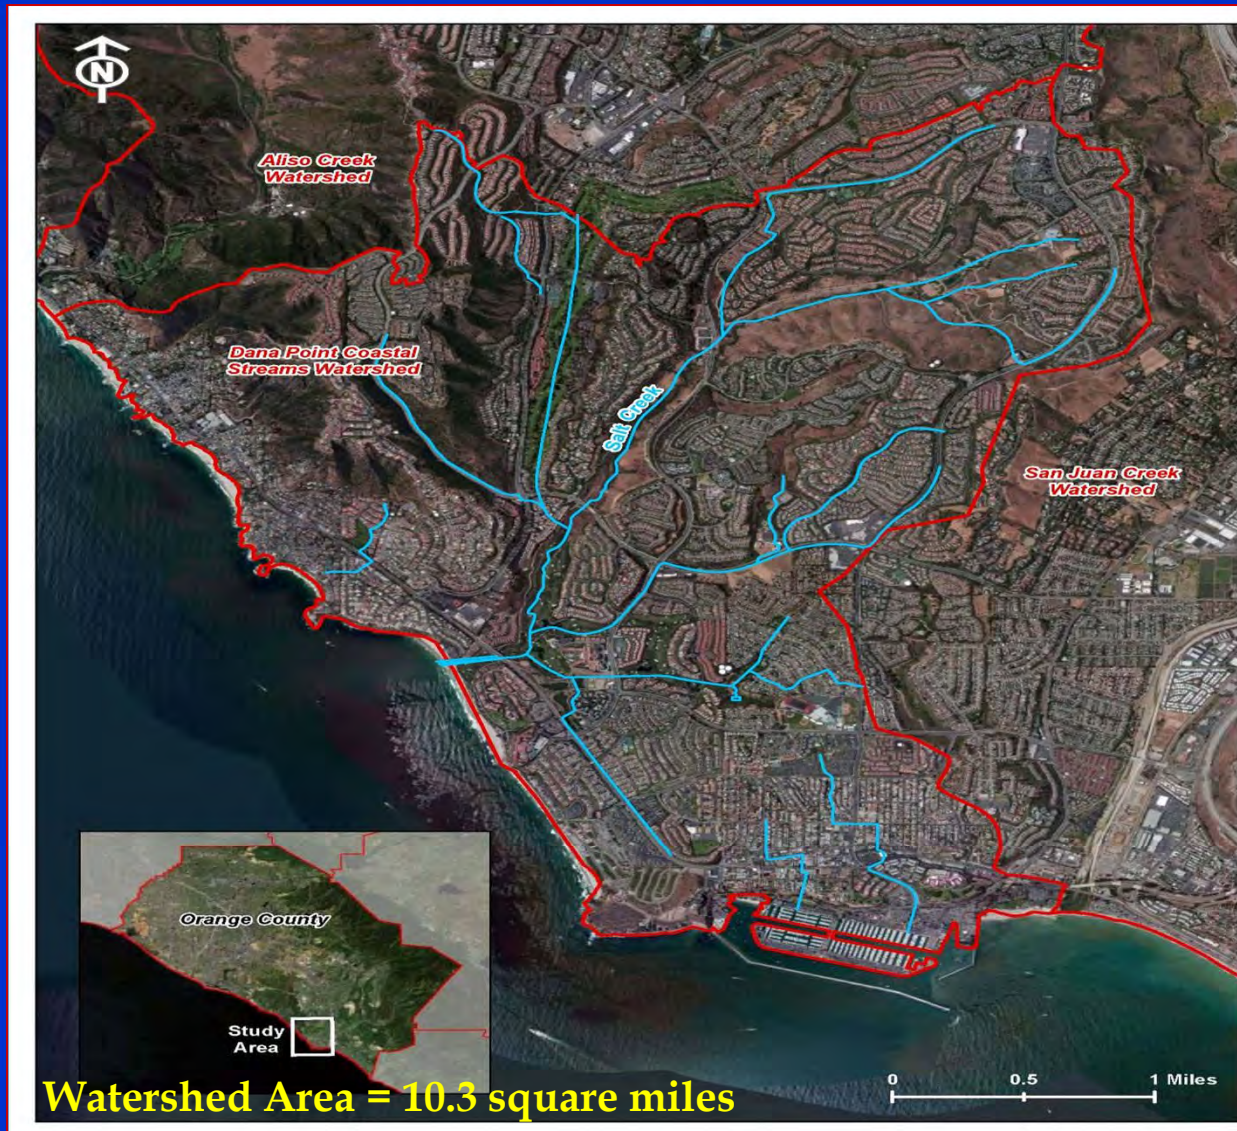 N
Aliso Creek
Watershed
Dana Point Coastal
Streams Watershed
Salt Creek
San Juan Creek
Watershed
Orange County
Study
Area
0 0.5 1 Miles
Watershed Area = 10.3 square miles